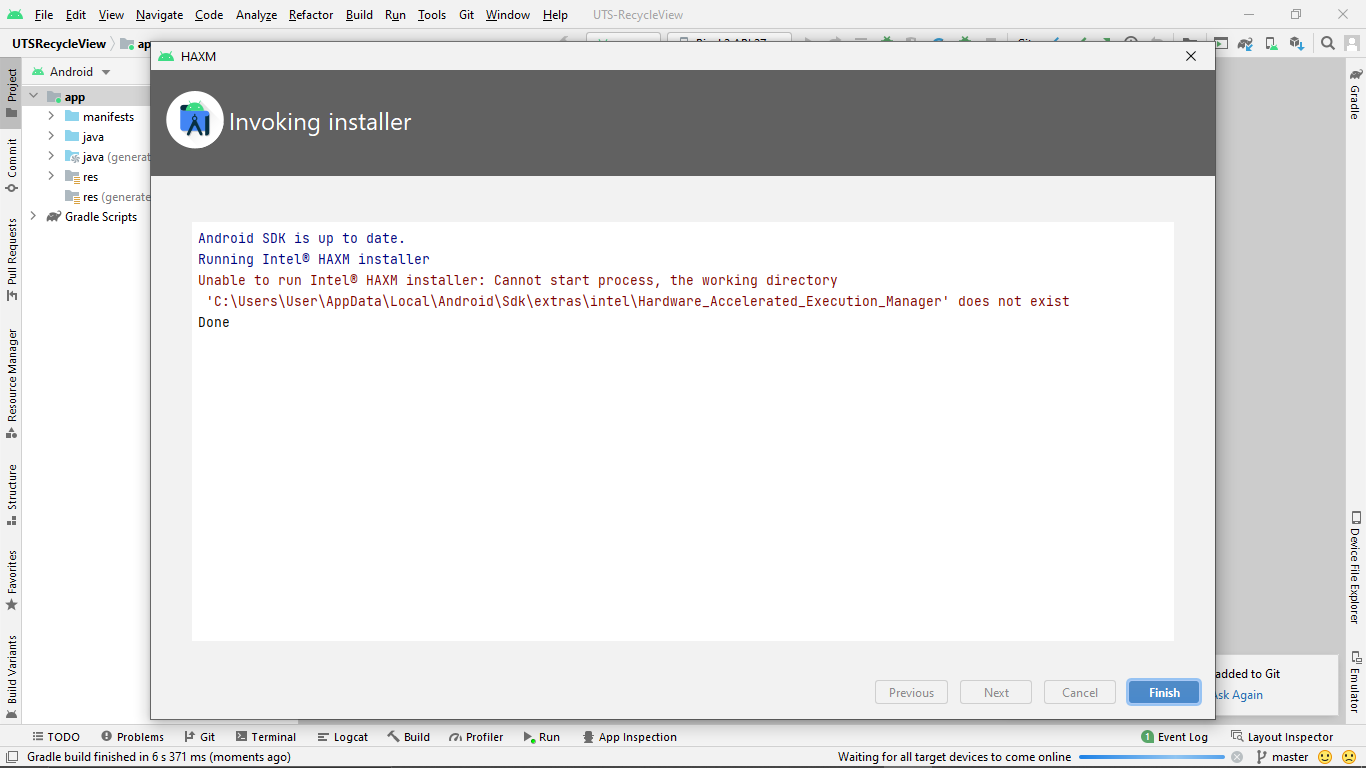 File Edit View Navigate Code Analyze Refactor Build Run Tools Git Window Help UTS-RecycleView
UTSRecycleView
HAXM
Android
Invoking installer
app
manifests
java
java (generat
res
res (generate
Gradle Scripts
Project
Commit
Pull Requests
Resource Manager
Structure
Favorites
Build Variants
Android SDK is up to date.
Running Intel® HAXM installer
Unable to run Intel® HAXM installer: Cannot start process, the working directory
'C:\Users\User\AppData\Local\Android\Sdk\extras\intel\Hardware_Accelerated_Execution_Manager' does not exist
Done
Previous Next Cancel Finish
Gradle
Device File Explorer
Emulator
added to Git
Ask Again
TODO Problems Git Terminal Logcat Build Profiler Run App Inspection 1 Event Log Layout Inspector
Gradle build finished in 6 s 371 ms (moments ago) Waiting for all target devices to come online master